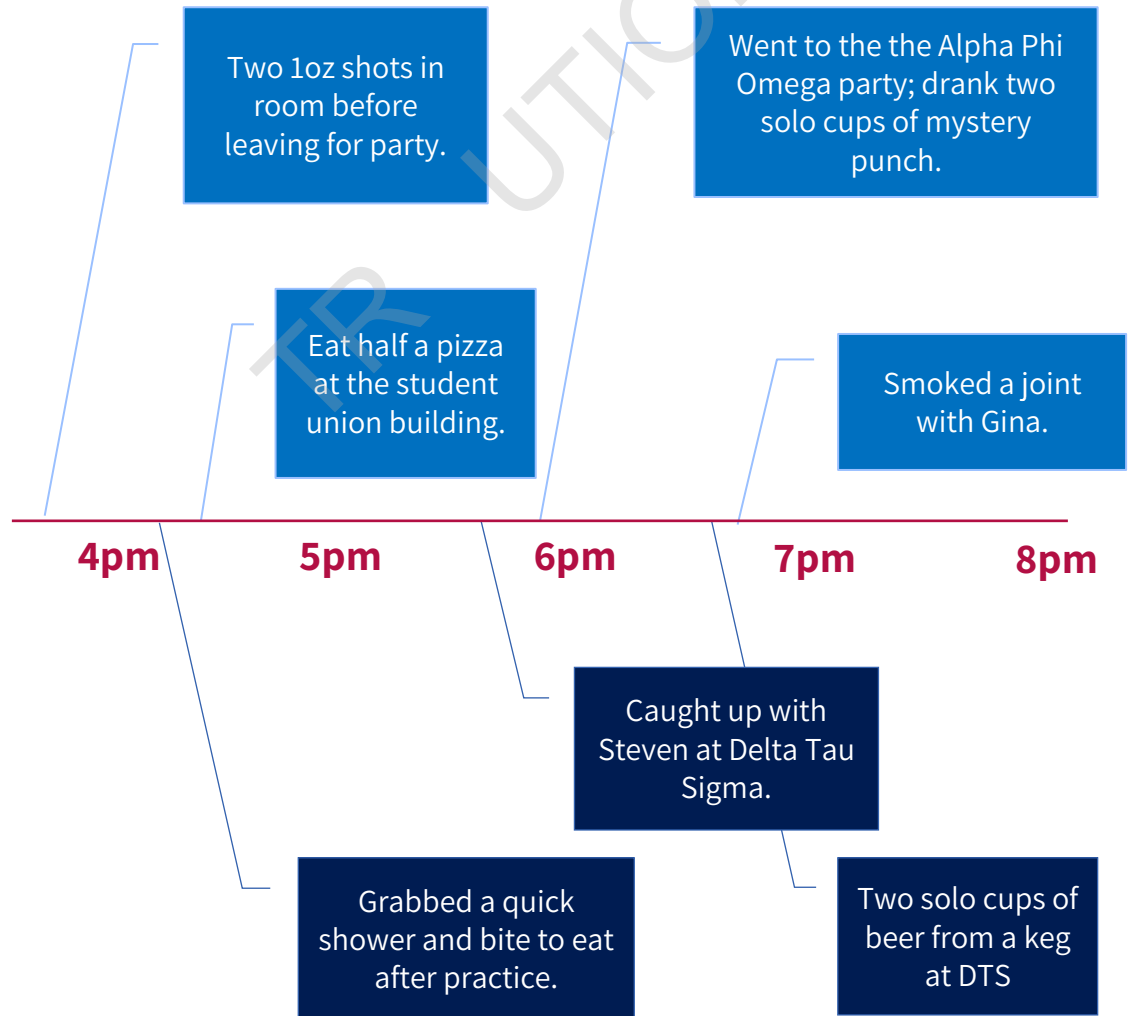 Two 1oz shots in
room before
leaving for party.
Went to the the Alpha Phi
Omega party; drank two
solo cups of mystery
punch.
Eat half a pizza
at the student
union building.
Smoked a joint
with Gina.
4pm
5pm
6pm
7pm
8pm
Caught up with
Steven at Delta Tau
Sigma.
Grabbed a quick
shower and bite to eat
after practice.
Two solo cups of
beer from a keg
at DTS
TR UTIO